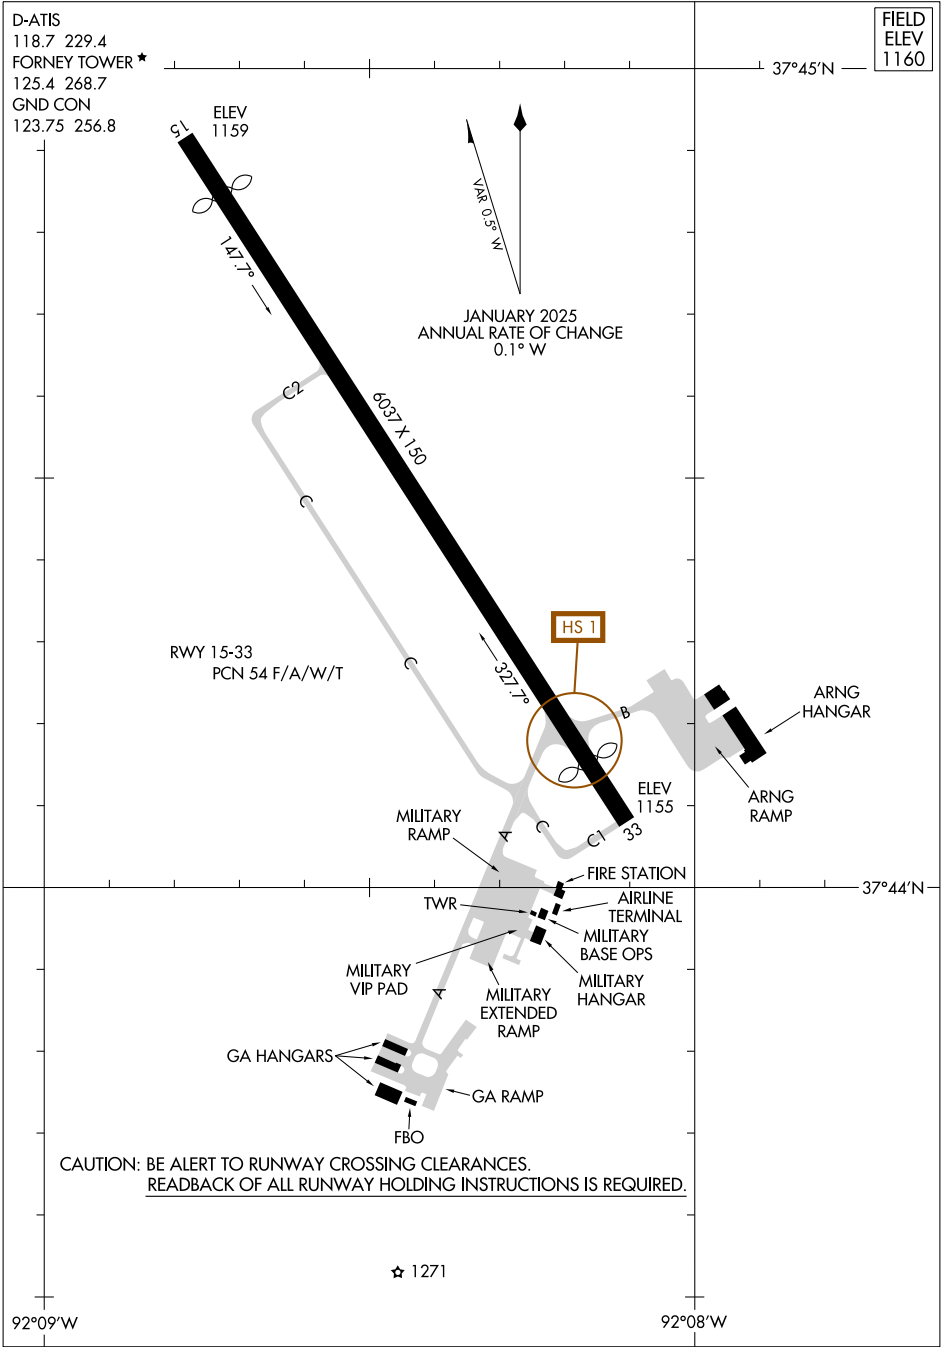 D-ATIS
118.7 229.4
FORNEY TOWER
125.4 268.7
GND CON
123.75 256.8
FIELD
ELEV
1160
37°45'N
15
ELEV
1159
VAR 0.5° W
147.7°
JANUARY 2025
ANNUAL RATE OF CHANGE
0.1° W
C2
6037 X 150
C
HS 1
RWY 15-33
PCN 54 F/A/W/T
C
327.7°
B
ARNG
HANGAR
ELEV
1155
ARNG
RAMP
MILITARY
RAMP
A
C
C1
33
FIRE STATION
37°44'N
TWR
AIRLINE
TERMINAL
MILITARY
BASE OPS
MILITARY
VIP PAD
A
MILITARY
EXTENDED
RAMP
MILITARY
HANGAR
GA HANGARS
GA RAMP
FBO
CAUTION: BE ALERT TO RUNWAY CROSSING CLEARANCES.
READBACK OF ALL RUNWAY HOLDING INSTRUCTIONS IS REQUIRED.
1271
92°09'W
92°08'W